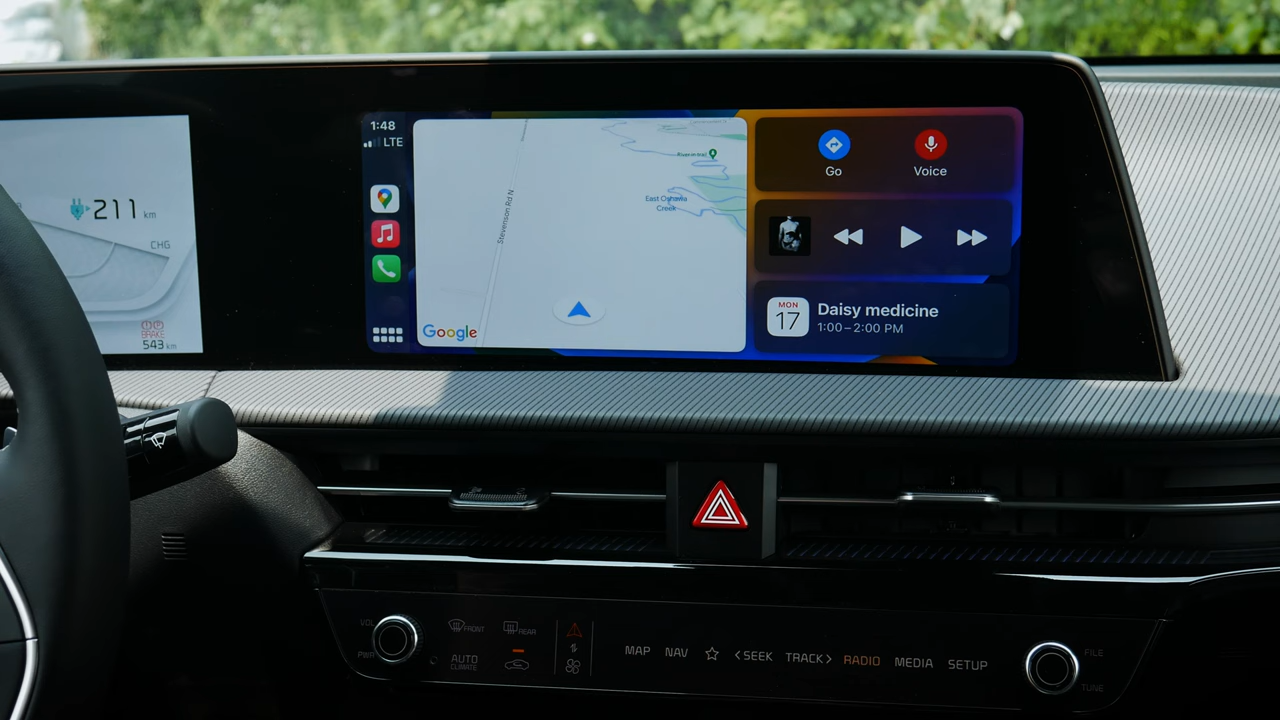 211 km
CHG
BRAKE
543 km
1:48
LTE
Stevenson Rd N
East Oshawa
Creek
Google
Go
Voice
MON
17
Daisy medicine
1:00–2:00 PM
VOL
PWR
FRONT
REAR
AUTO
CLIMATE
MAP
NAV
<SEEK
TRACK>
RADIO
MEDIA
SETUP
FILE
TUNE